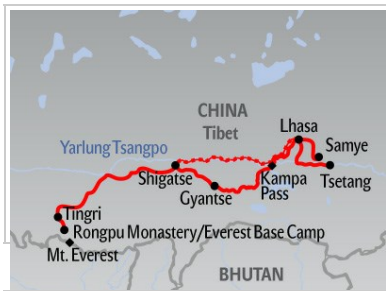 CHINA
Tibet
Lhasa
Samye
Yarlung Tsangpo
Shigatse
Kampa
Pass
Tsetang
Gyantse
Tingri
Rongpu Monastery/Everest Base Camp
Mt. Everest
BHUTAN